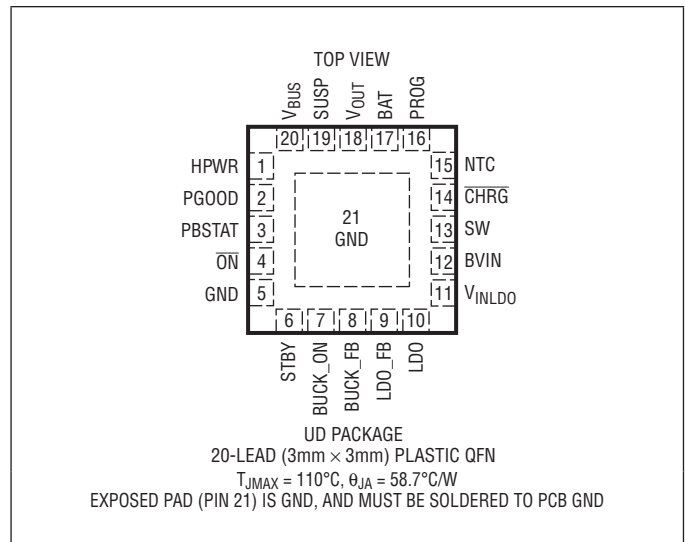 TOP VIEW
VBUS
SUSP
VOUT
BAT
PROG
20 19 18 17 16
HPWR 1
PGOOD 2
PBSTAT 3
ON 4
GND 5
21
GND
15 NTC
14 CHRG
13 SW
12 BVIN
11 VINLDO
6 7 8 9 10
STBY
BUCK_ON
BUCK_FB
LDO_FB
LDO
UD PACKAGE
20-LEAD (3mm × 3mm) PLASTIC QFN
TJMAX = 110°C, θJA = 58.7°C/W
EXPOSED PAD (PIN 21) IS GND, AND MUST BE SOLDERED TO PCB GND